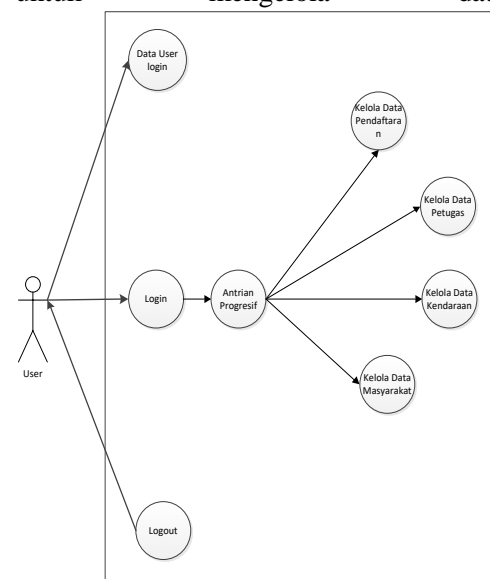 Data User
login
Kelola Data
Pendaftara
n
Kelola Data
Petugas
Login
Antrian
Progresif
Kelola Data
Kendaraan
User
Kelola Data
Masyarakat
Logout